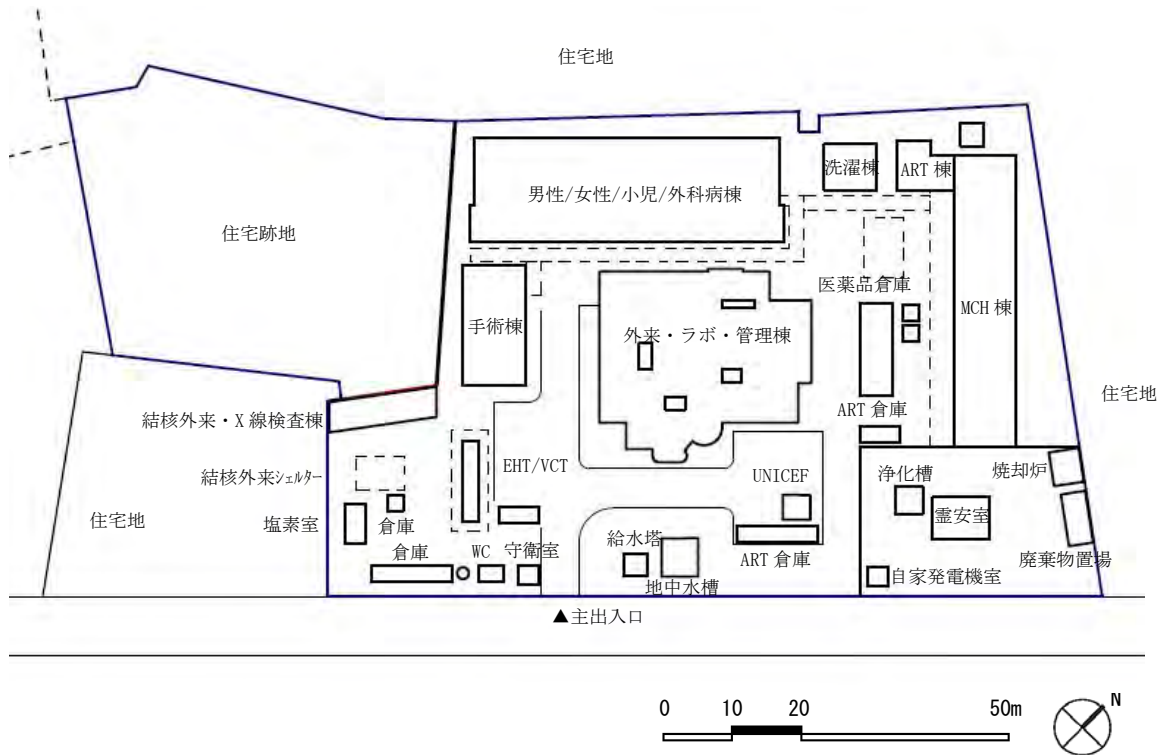 住宅地
洗濯棟
ART 棟
男性/女性/小児/外科病棟
住宅跡地
医薬品倉庫
MCH 棟
手術棟
外来・ラボ・管理棟
住宅地
結核外来・X 線検査棟
ART 倉庫
結核外来シェルター
EHT/VCT
UNICEF
浄化槽
焼却炉
住宅地
塩素室
倉庫
霊安室
倉庫
WC
守衛室
給水塔
ART 倉庫
廃棄物置場
地中水槽
自家発電機室
▲主出入口
0 10 20 50m
N